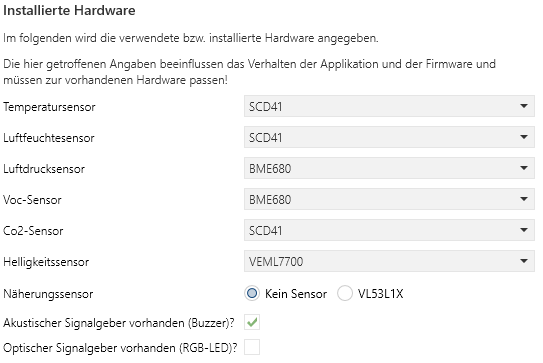 Installierte Hardware
Im folgenden wird die verwendete bzw. installierte Hardware angegeben.
Die hier getroffenen Angaben beeinflussen das Verhalten der Applikation und der Firmware und
müssen zur vorhandenen Hardware passen!
Temperatursensor SCD41
Luftfeuchtesensor SCD41
Luftdrucksensor BME680
Voc-Sensor BME680
Co2-Sensor SCD41
Helligkeitssensor VEML7700
Näherungssensor Kein Sensor VL53L1X
Akustischer Signalgeber vorhanden (Buzzer)?
Optischer Signalgeber vorhanden (RGB-LED)?